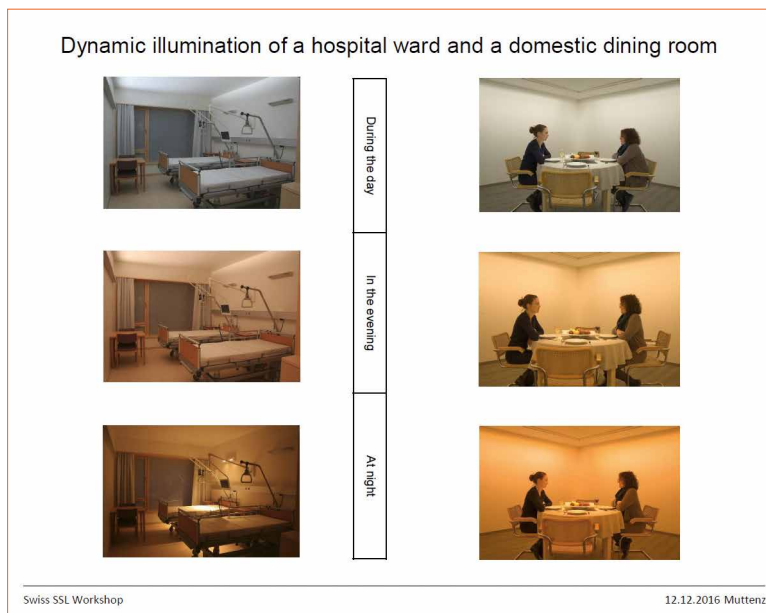 Dynamic illumination of a hospital ward and a domestic dining room
During the day
In the evening
At night
Swiss SSL Workshop
12.12.2016 Muttenz